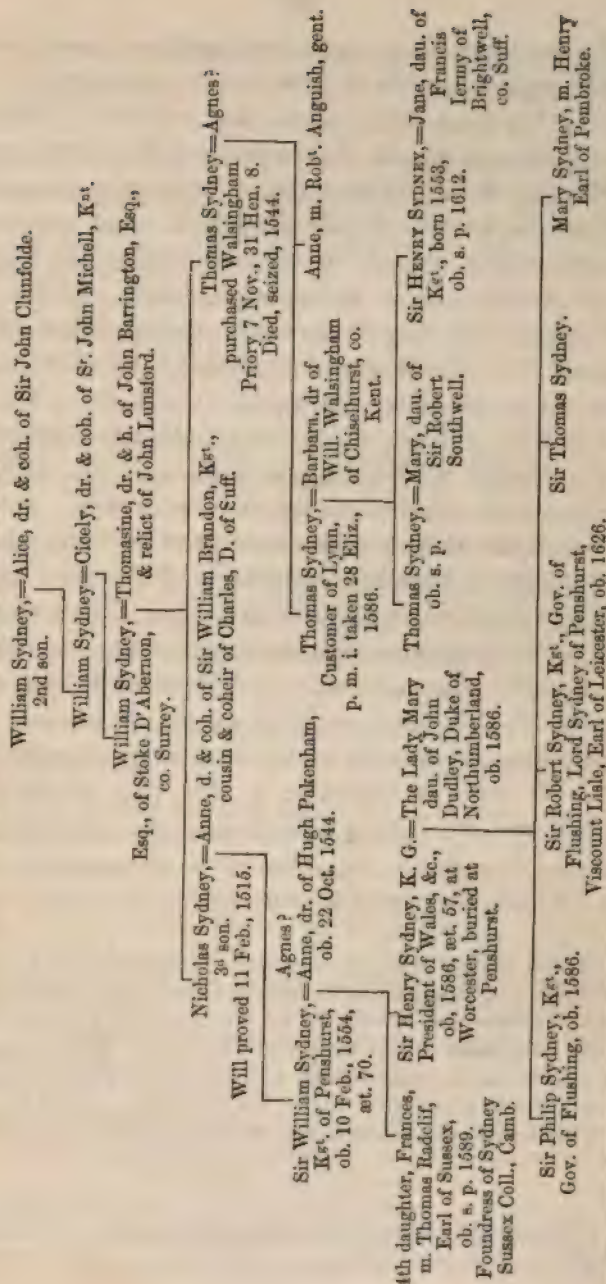 William Sydney,=Alice, dr. & coh. of Sir John Clunfolde.
2nd son.
William Sydney=Cicely, dr. & coh. of Sr. John Michell, Knt.
William Sydney,=Thomasine, dr. & h. of John Barrington, Esq.,
Esq., of Stoke D'Abernon, & relict of John Lunsford.
co. Surrey.
Nicholas Sydney,=Anne, d. & coh. of Sir William Brandon, Kgt.,
3d son. cousin & coheir of Charles, D. of Suff.
Will proved 11 Feb., 1515.
Thomas Sydney=Agnes?
purchased Walsingham
Priory 7 Nov., 31 Hen. 8.
Died, seized, 1544.
Agnes?
Sir William Sydney,=Anne, dr. of Hugh Pakenham,
Kgt. of Penshurst, ob. 22 Oct. 1544.
ob. 10 Feb., 1554,
æt. 70.
Thomas Sydney,=Barbara, dr of
Customer of Lynn, Will. Walsingham
p. m. i. taken 28 Eliz., of Chiselhurst, co.
1586. Kent.
Anne, m. Robt. Anguish, gent.
4th daughter, Frances,
m. Thomas Radclif,
Earl of Sussex,
ob. s. p. 1589.
Foundress of Sydney
Sussex Coll., Camb.
Sir Henry Sydney, K. G.=The Lady Mary
President of Wales, &c., dau. of John
ob. 1586, æt. 57, at Dudley, Duke of
Worcester, buried at Northumberland,
Penshurst. ob. 1586.
Thomas Sydney,=Mary, dau. of
ob. s. p. Sir Robert
Southwell.
Sir HENRY SYDNEY,=Jane, dau. of
Kgt., born 1553, Francis
ob. s. p. 1612. Iermy of
Brightwell,
co. Suff.
Sir Philip Sydney, Kgt.,
Gov. of Flushing, ob. 1586.
Sir Robert Sydney, Kgt., Gov. of
Flushing, Lord Sydney of Penshurst,
Viscount Lisle, Earl of Leicester, ob. 1626.
Sir Thomas Sydney.
Mary Sydney, m. Henry
Earl of Pembroke.